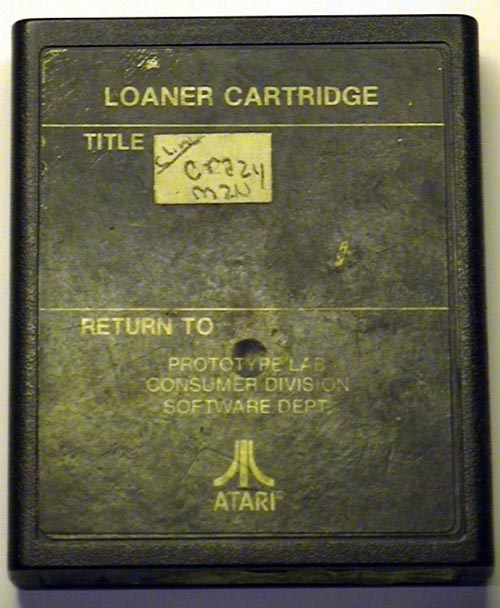 LOANER CARTRIDGE
TITLE
Crazy
man
RETURN TO
PROTOTYPE LAB
CONSUMER DIVISION
SOFTWARE DEPT.
ATARI®